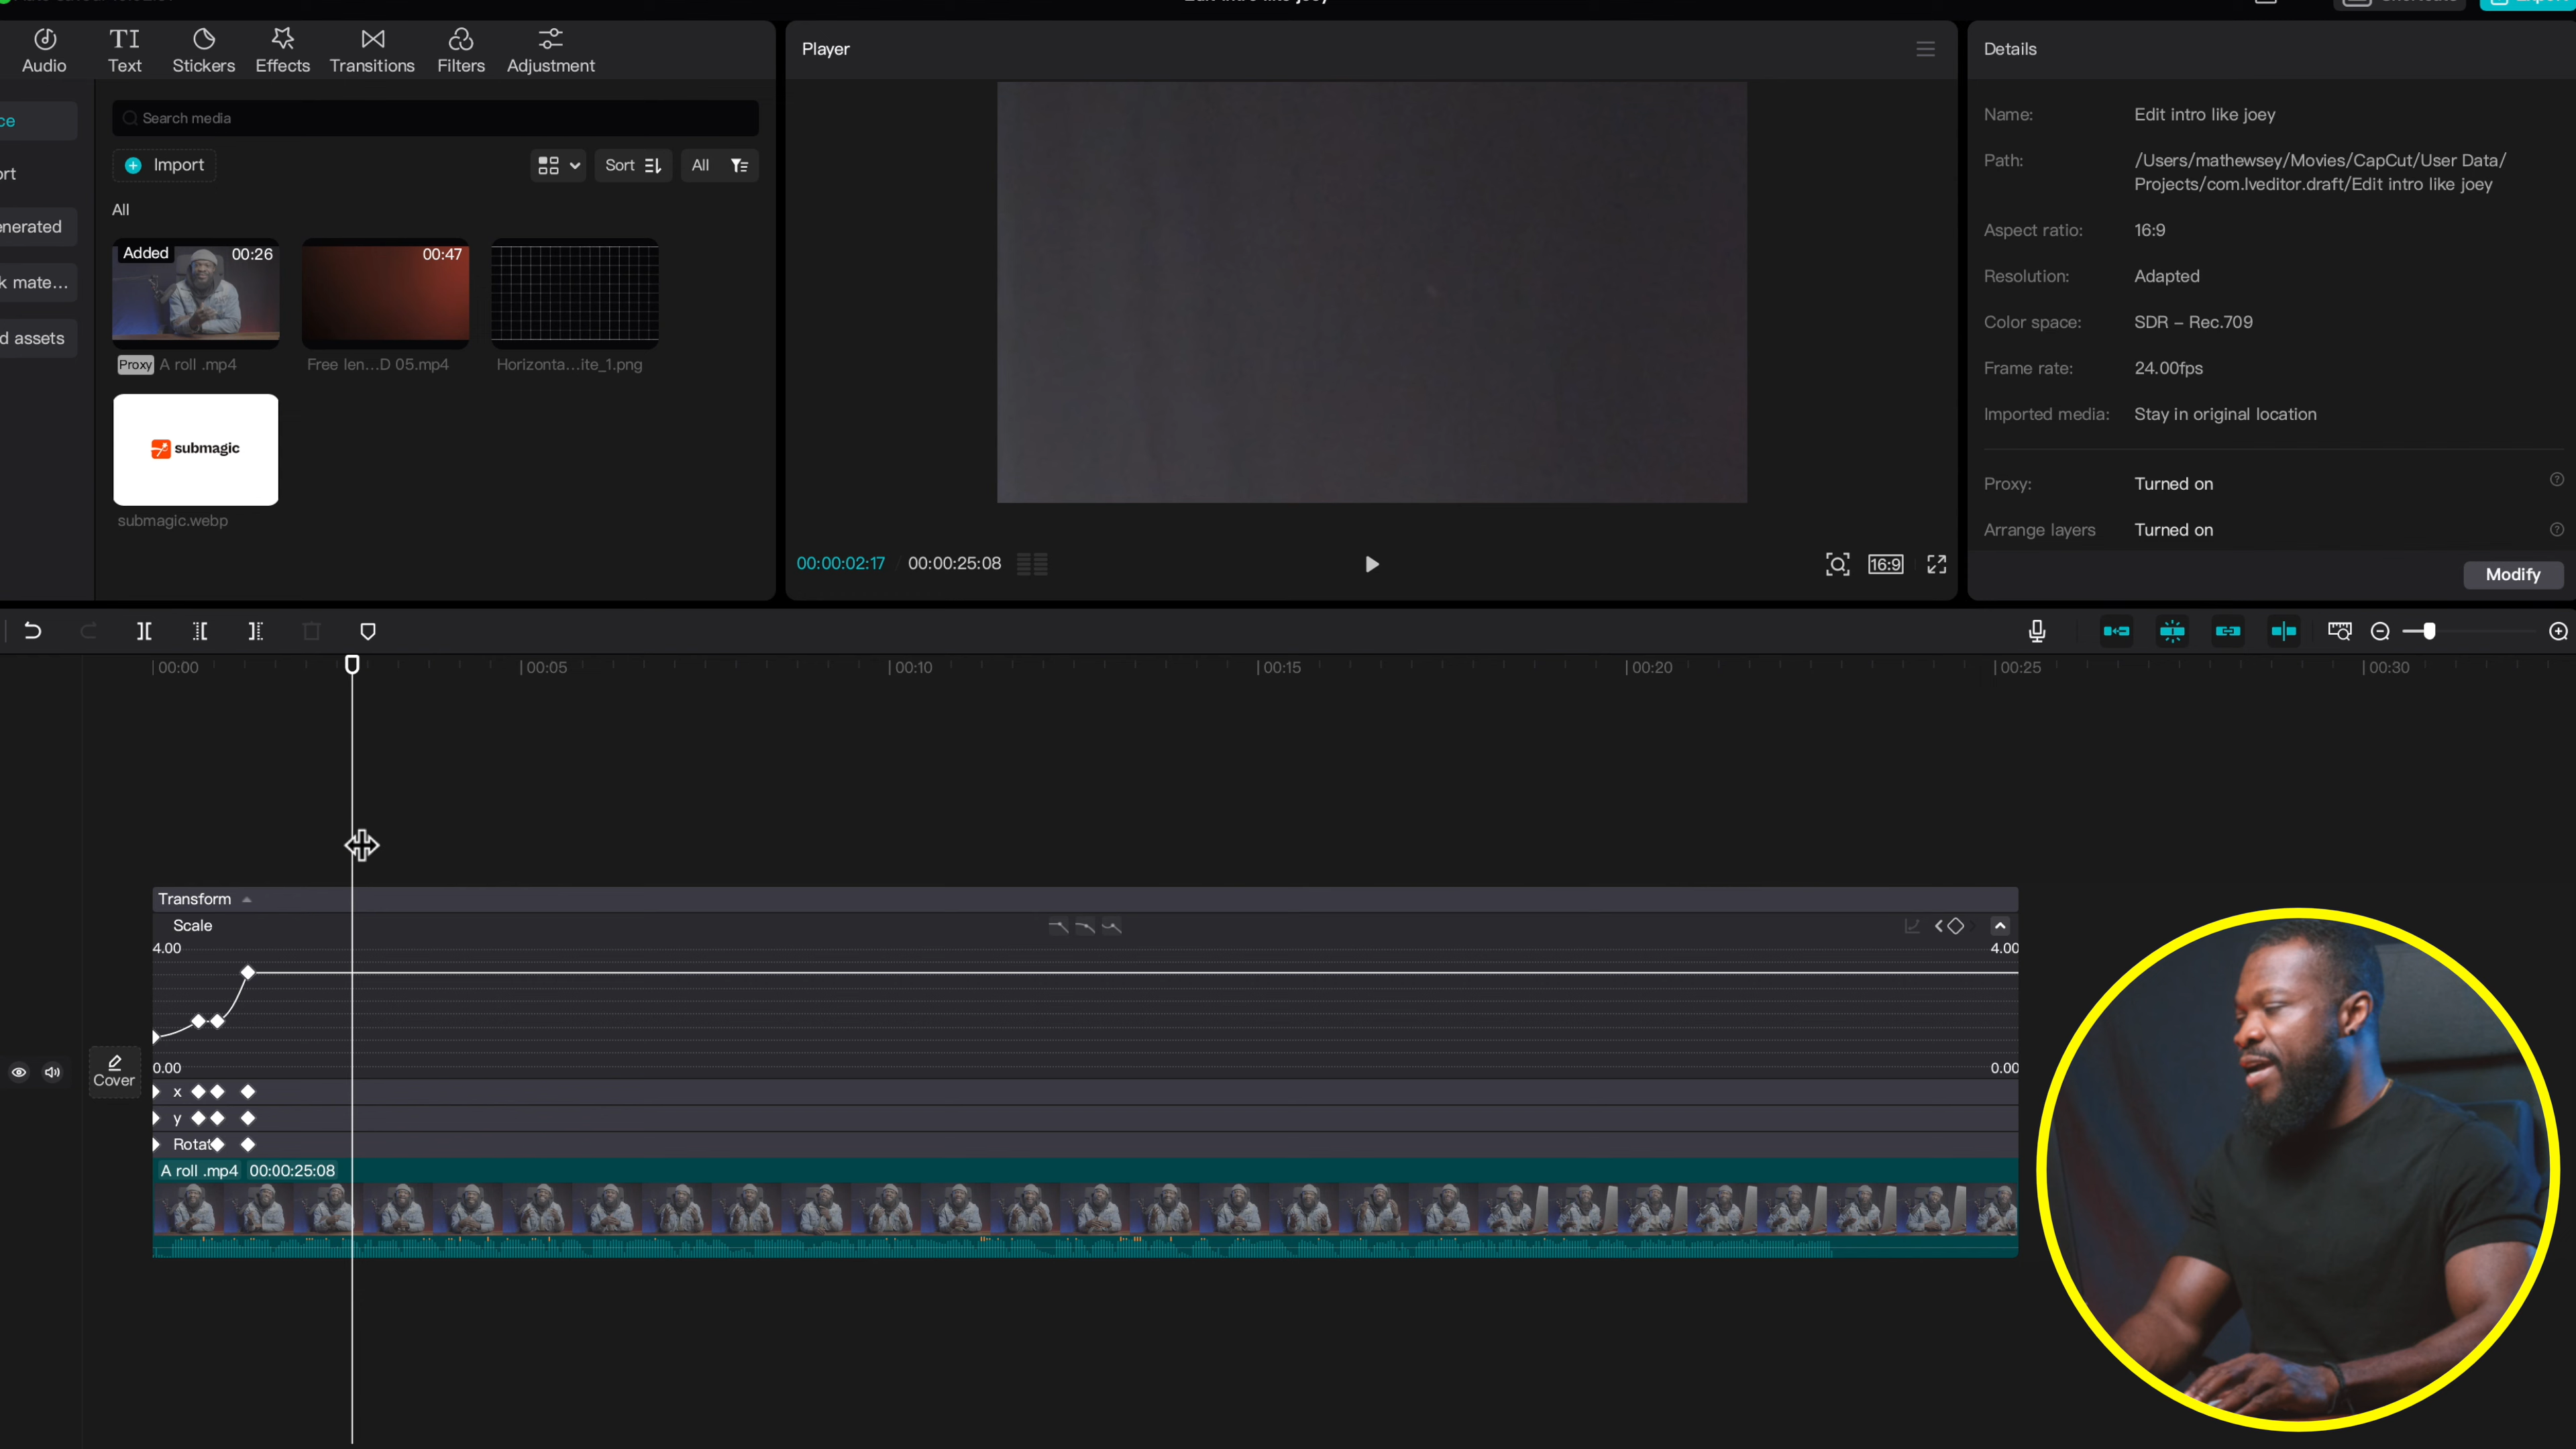 Audio
Text
Stickers
Effects
Transitions
Filters
Adjustment
Player
Details
ce
ort
enerated
k mate...
d assets
Search media
Import
Sort
All
All
Added
00:26
00:47
Proxy
A roll .mp4
Free len...D 05.mp4
Horizonta...ite_1.png
submagic
submagic.webp
00:00:02:17
00:00:25:08
16:9
Name: Edit intro like joey
Path: /Users/mathewsey/Movies/CapCut/User Data/
Projects/com.lveditor.draft/Edit intro like joey
Aspect ratio: 16:9
Resolution: Adapted
Color space: SDR – Rec.709
Frame rate: 24.00fps
Imported media: Stay in original location
Proxy: Turned on
Arrange layers Turned on
Modify
00:00
00:05
00:10
00:15
00:20
00:25
00:30
Transform
Scale
4.00
4.00
0.00
0.00
Cover
x
y
Rotat
A roll .mp4 00:00:25:08